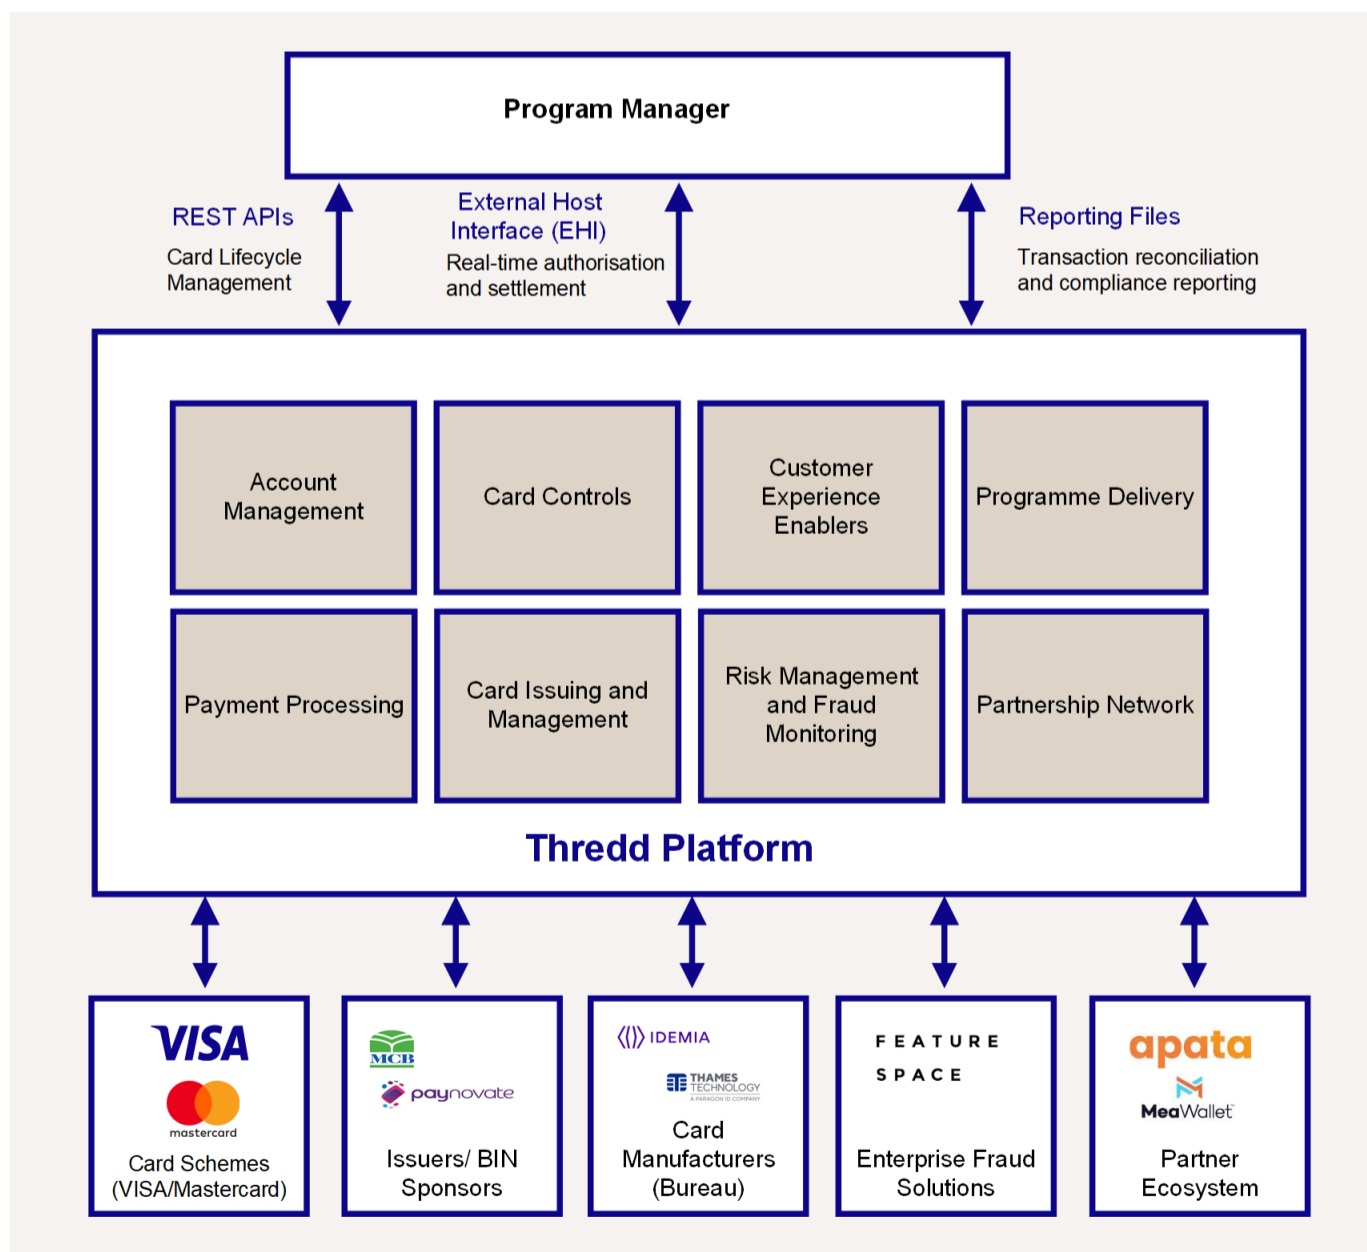 Program Manager
REST APIs
Card Lifecycle
Management
External Host
Interface (EHI)
Real-time authorisation
and settlement
Reporting Files
Transaction reconciliation
and compliance reporting
Account
Management
Card Controls
Customer
Experience
Enablers
Programme Delivery
Payment Processing
Card Issuing and
Management
Risk Management
and Fraud
Monitoring
Partnership Network
Thredd Platform
VISA
mastercard
Card Schemes
(VISA/Mastercard)
MCB
paynovate
Issuers/ BIN
Sponsors
IDEMIA
THAMES
TECHNOLOGY
A PARAGON ID COMPANY
Card
Manufacturers
(Bureau)
FEATURE
SPACE
Enterprise Fraud
Solutions
apata
MeaWallet
Partner
Ecosystem